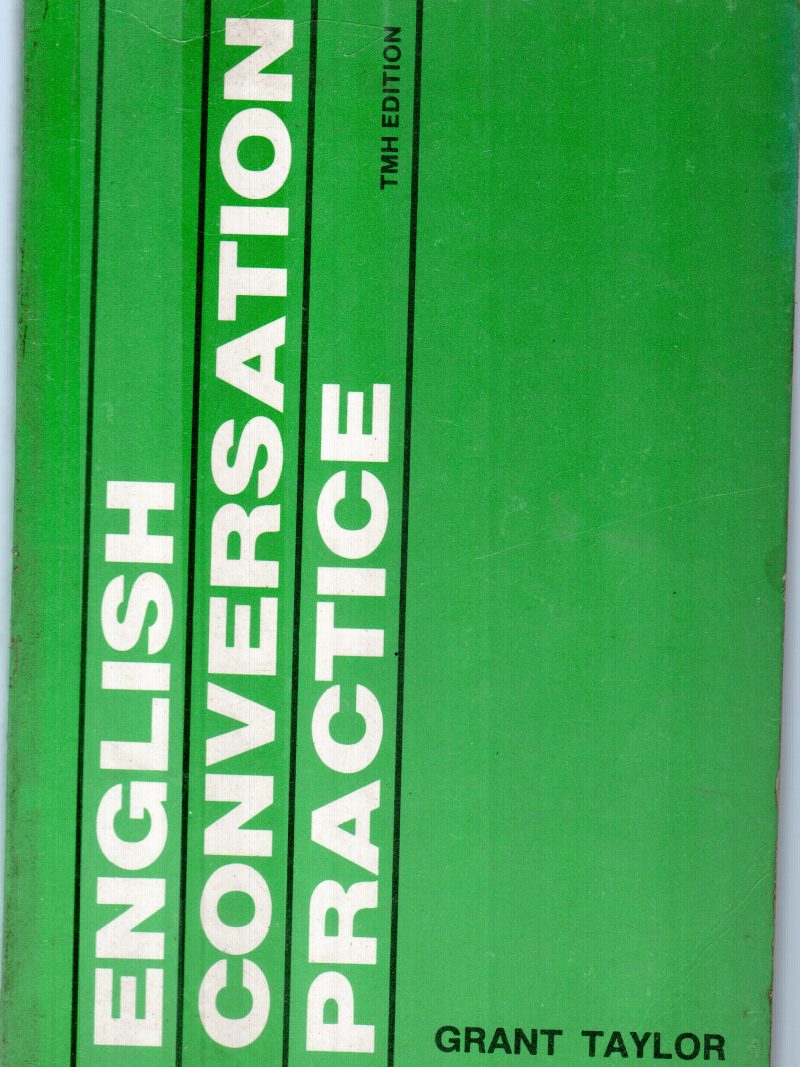 ENGLISH
CONVERSATION
PRACTICE
TMH EDITION
GRANT TAYLOR